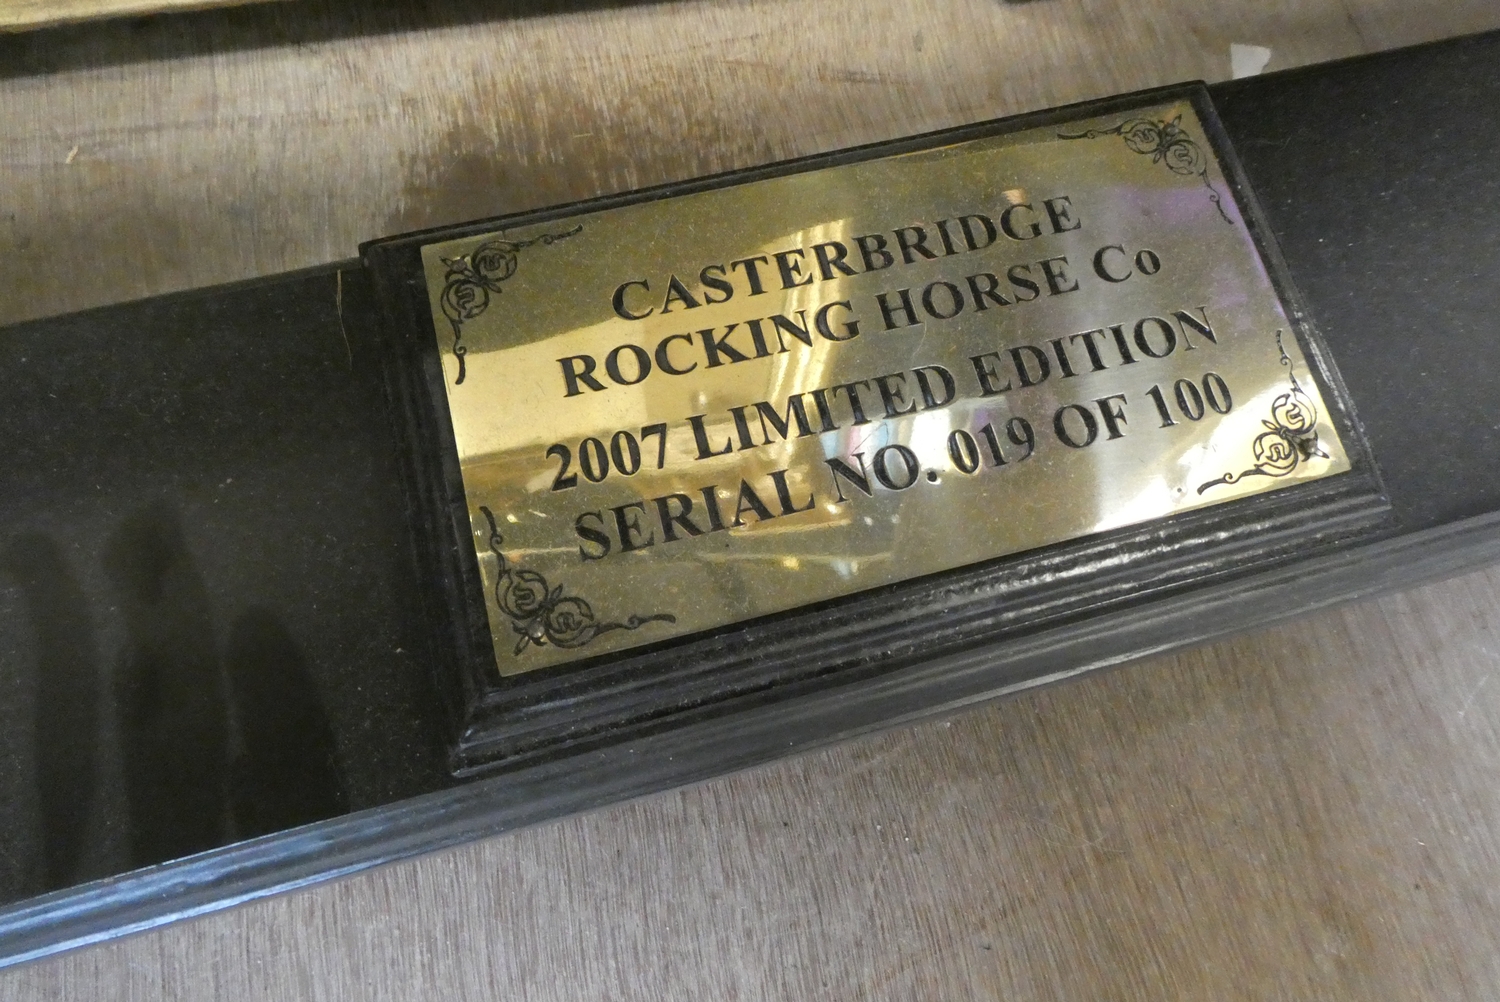 CASTERBRIDGE
ROCKING HORSE Co
2007 LIMITED EDITION
SERIAL NO. 019 OF 100